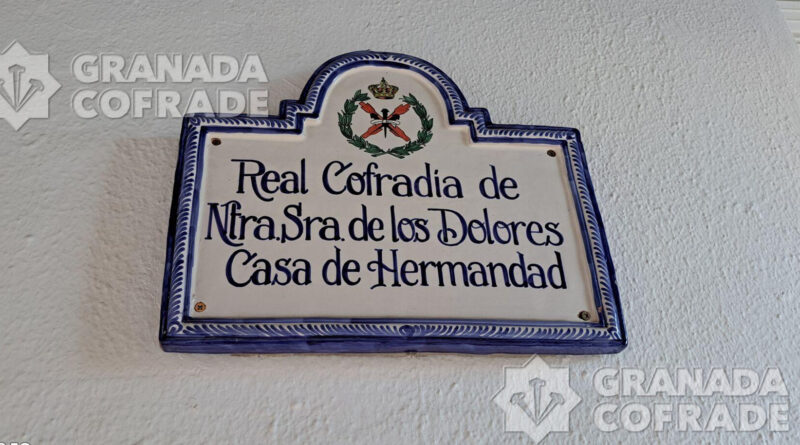 GRANADA
COFRADE
Real Cofradia de
Ntra. Sra. de los Dolores
Casa de Hermandad
GRANADA
COFRADE